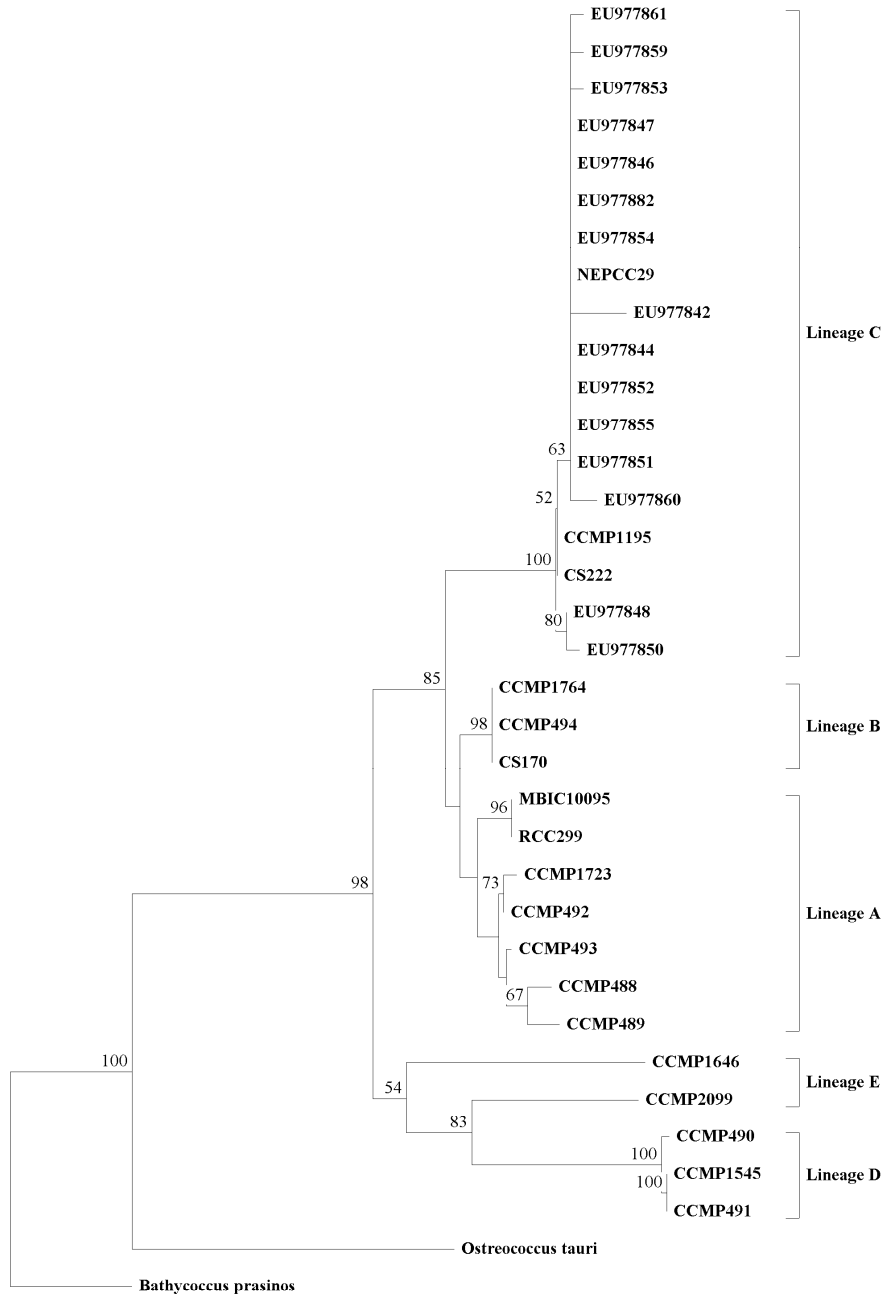 EU977861
EU977859
EU977853
EU977847
EU977846
EU977882
EU977854
NEPCC29
EU977842
Lineage C
EU977844
EU977852
EU977855
63
EU977851
52
EU977860
CCMP1195
100
CS222
EU977848
80
EU977850
85
CCMP1764
98
CCMP494
Lineage B
CS170
MBIC10095
96
RCC299
CCMP1723
73
98
CCMP492
Lineage A
CCMP493
CCMP488
67
CCMP489
100
CCMP1646
Lineage E
54
CCMP2099
83
CCMP490
100
CCMP1545
Lineage D
100
CCMP491
Ostreococcus tauri
Bathycoccus prasinos